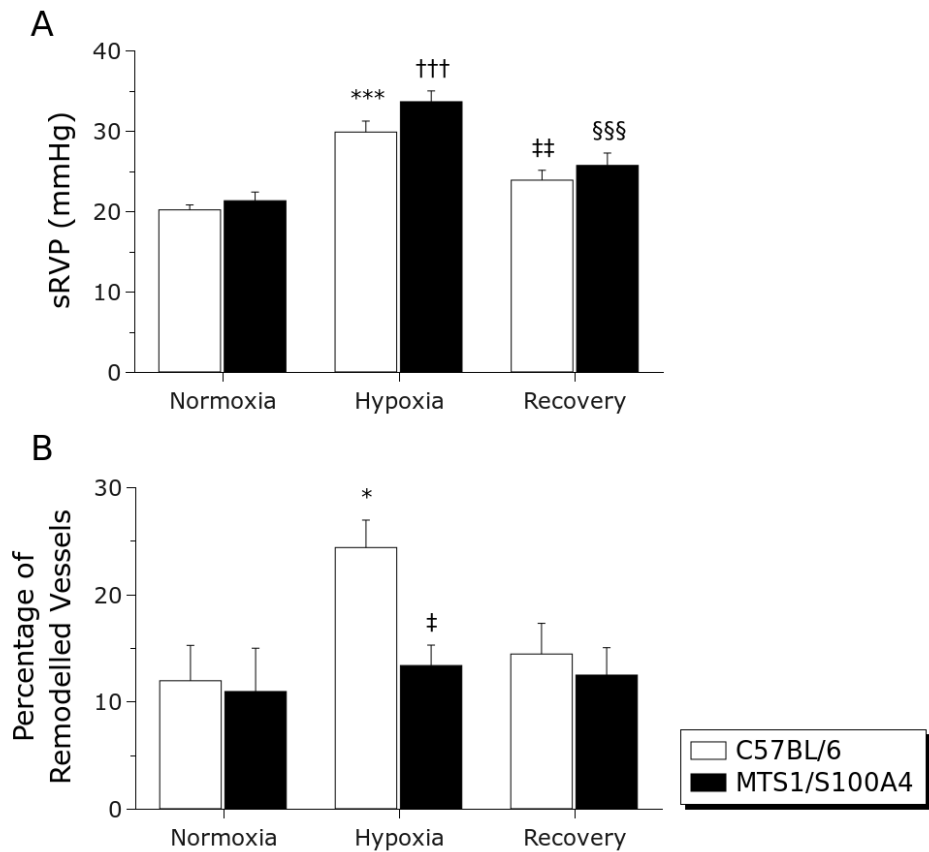 A
sRVP (mmHg)
40
30
20
10
0
***
†††
‡‡
§§§
Normoxia Hypoxia Recovery
B
Percentage of
Remodelled Vessels
30
20
10
0
*
‡
Normoxia Hypoxia Recovery
C57BL/6
MTS1/S100A4